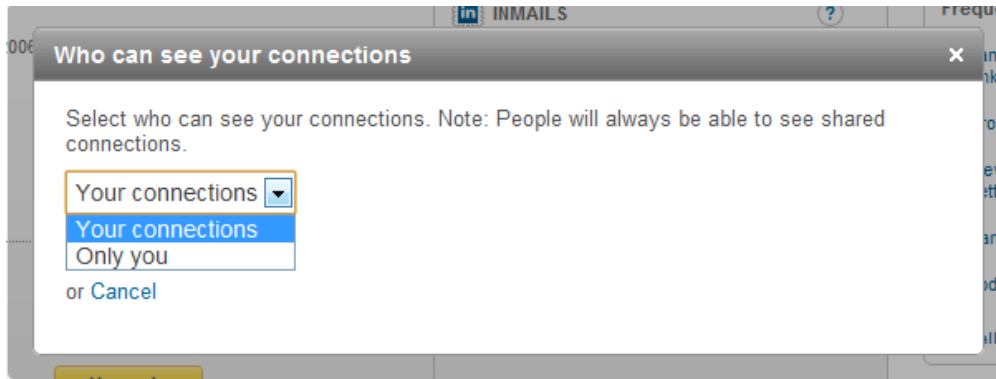 in INMAILS ?
Who can see your connections ×
Select who can see your connections. Note: People will always be able to see shared
connections.
Your connections
Your connections
Only you
or Cancel